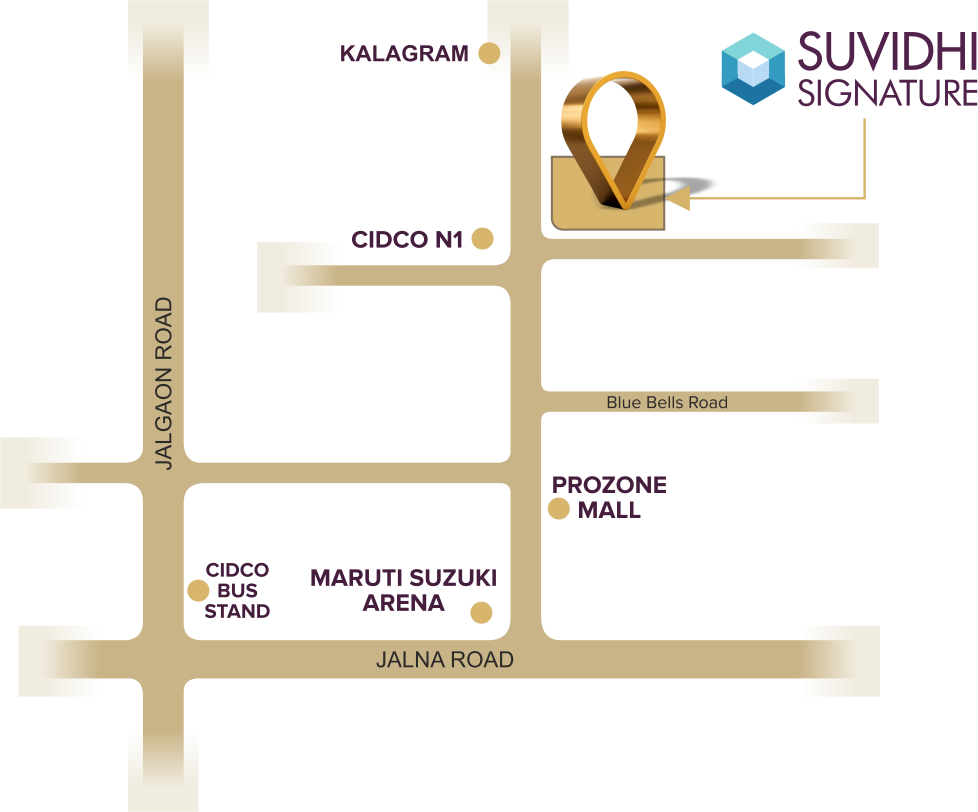 SUVIDHI
SIGNATURE
KALAGRAM
CIDCO N1
JALGAON ROAD
Blue Bells Road
PROZONE
MALL
CIDCO
BUS
STAND
MARUTI SUZUKI
ARENA
JALNA ROAD